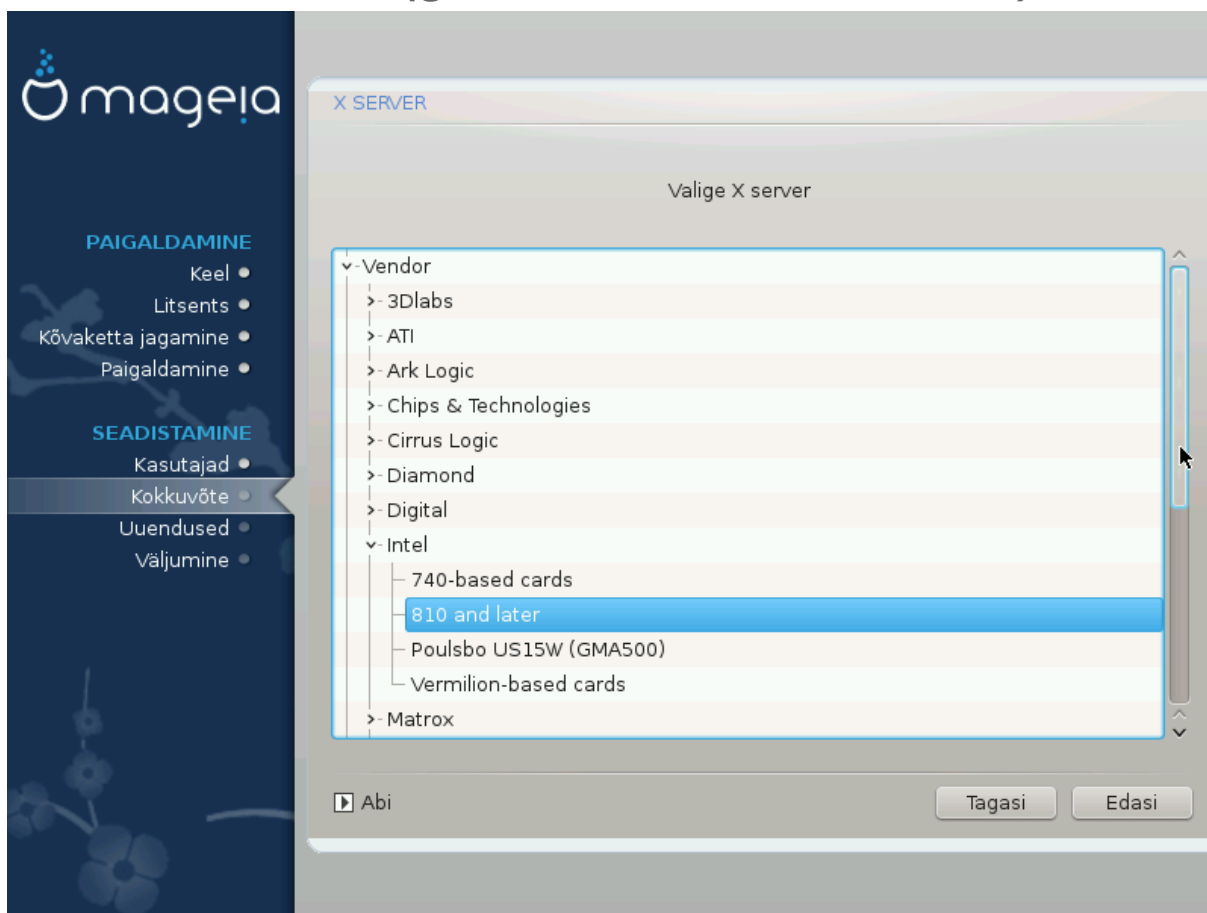 mageia
X SERVER
Valige X server
PAIGALDAMINE
Keel
Litsents
Kõvaketta jagamine
Paigaldamine
SEADISTAMINE
Kasutajad
Kokkuvõte
Uuendused
Väljumine
Vendor
3Dlabs
ATI
Ark Logic
Chips & Technologies
Cirrus Logic
Diamond
Digital
Intel
740-based cards
810 and later
Poulsbo US15W (GMA500)
Vermilion-based cards
Matrox
Abi
Tagasi
Edasi